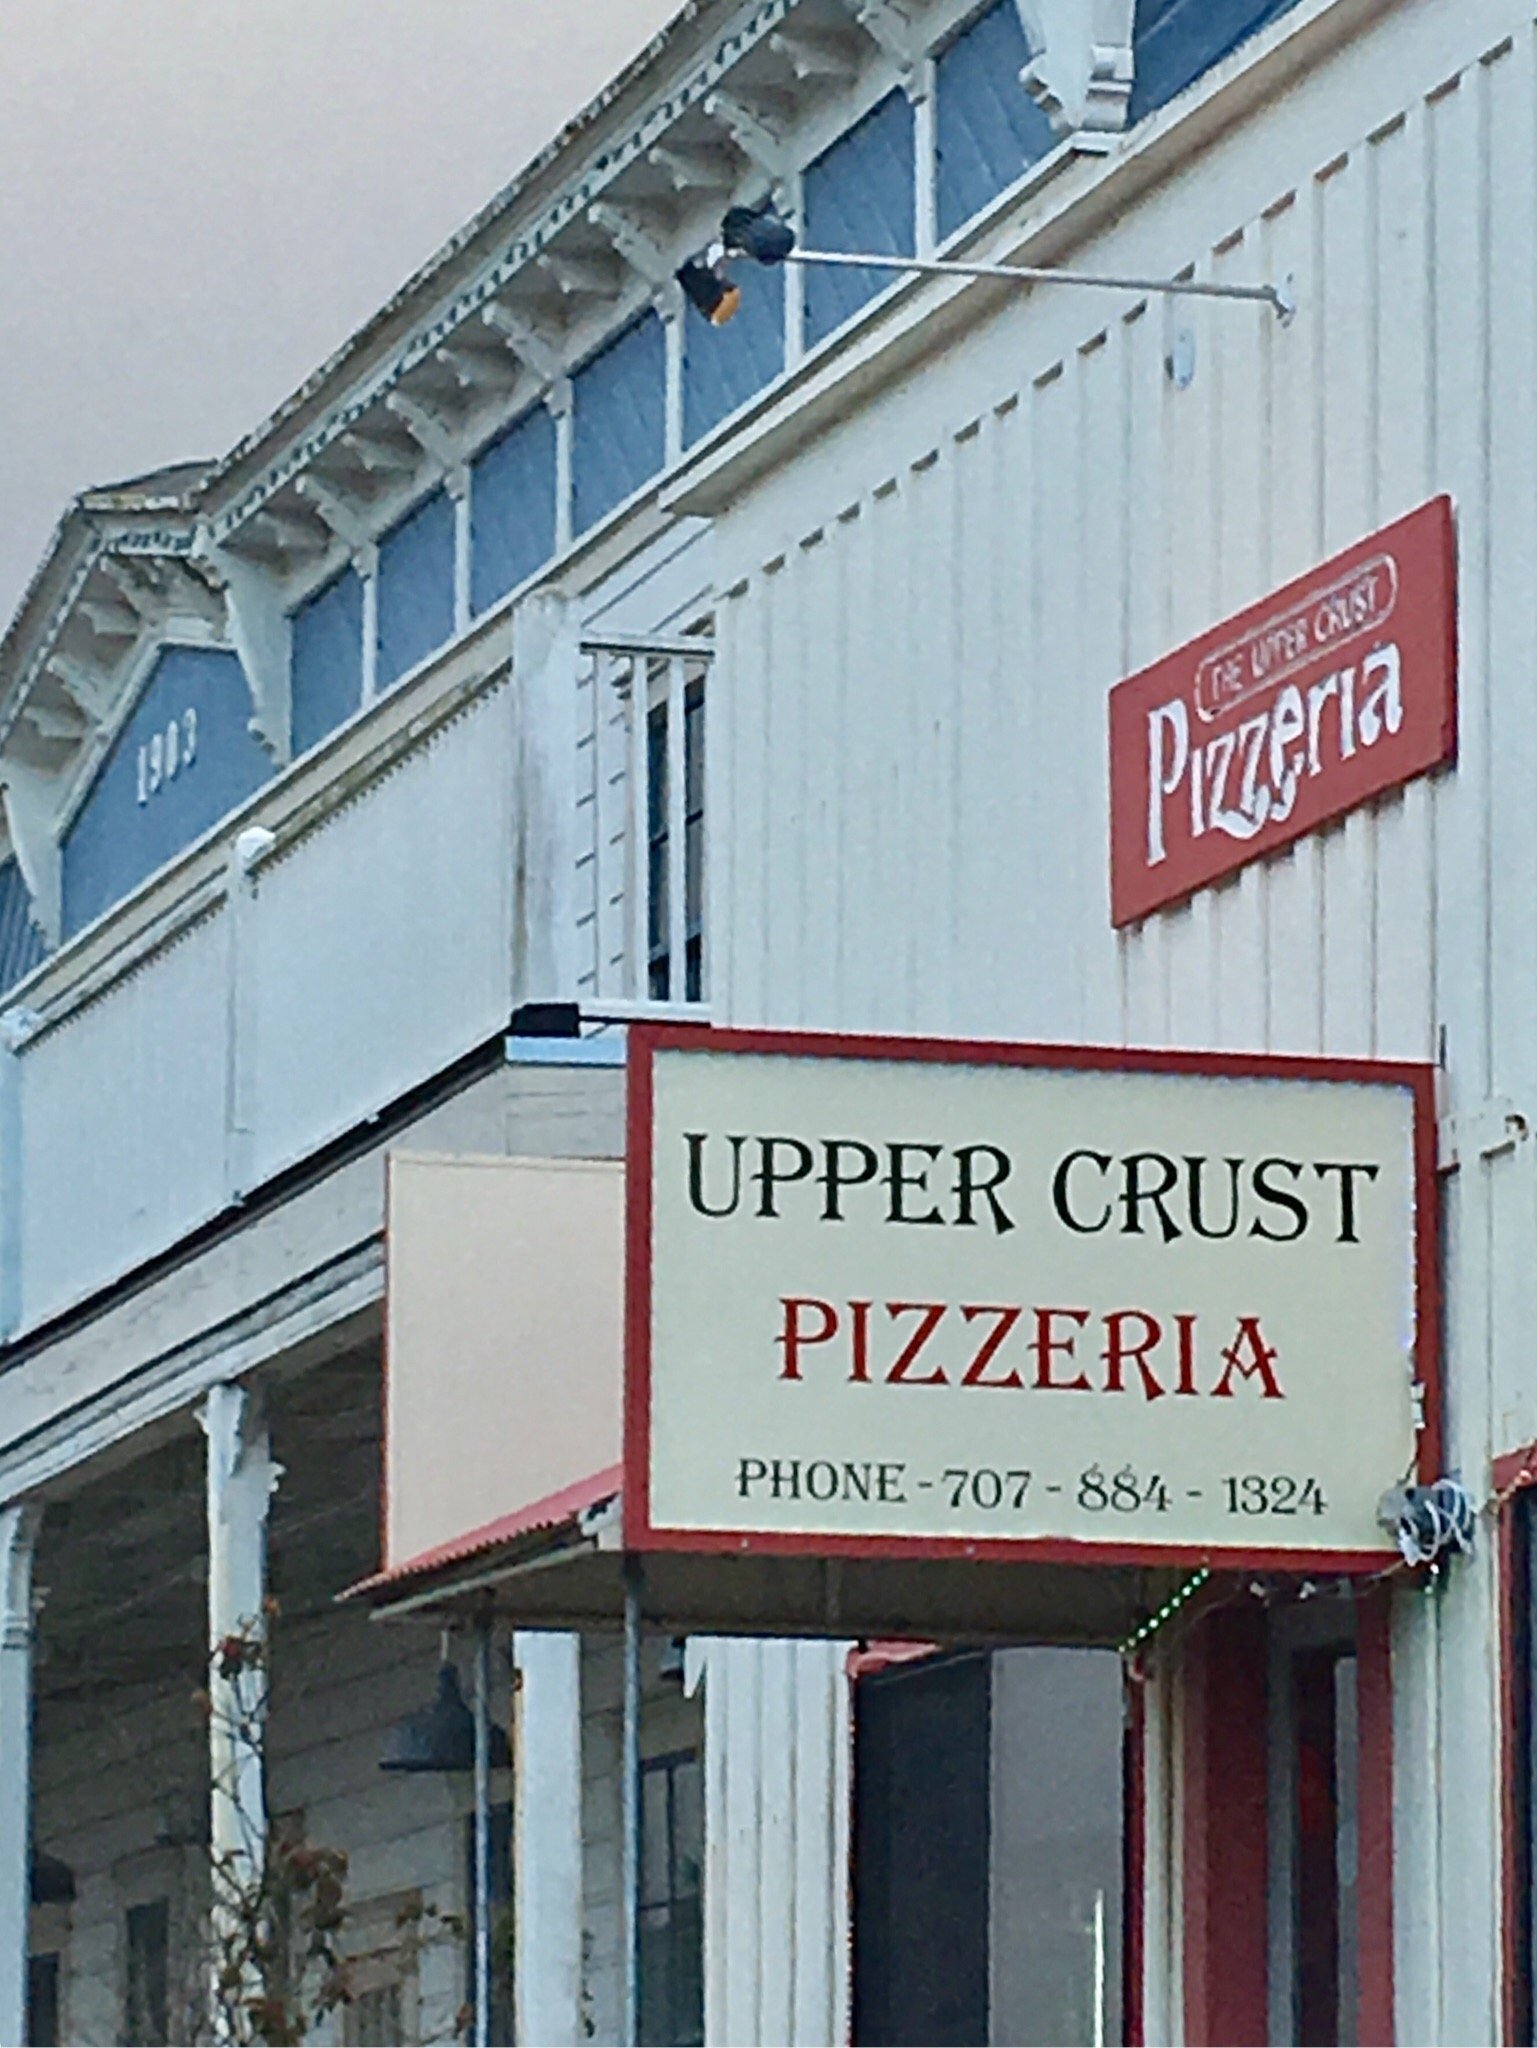 1903
THE UPPER CRUST
Pizzeria
UPPER CRUST
PIZZERIA
PHONE - 707 - 884 - 1324